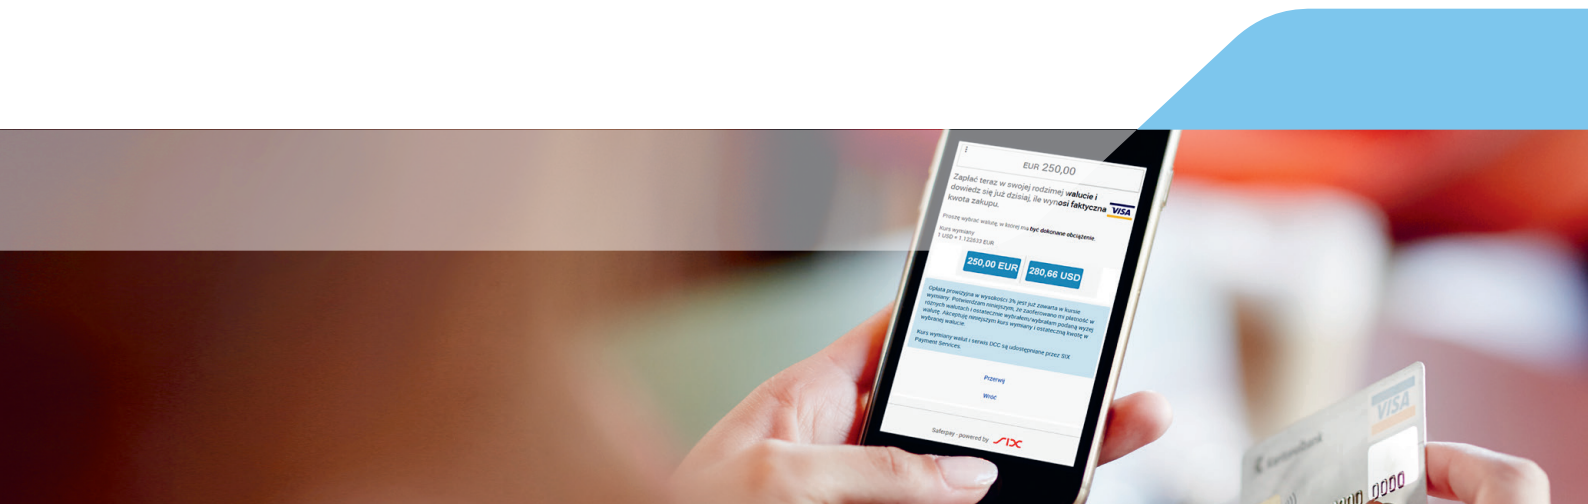 EUR 250,00
Zapłać teraz w swojej rodzimej walucie i
dowiedz się już dzisiaj, ile wynosi faktyczna
kwota zakupu.
VISA
Proszę wybrać walutę, w której ma być dokonane obciążenie.
Kurs wymiany
1 USD = 1.122633 EUR
250,00 EUR
280,66 USD
Opłata prowizyjna w wysokości 3% jest już zawarta w kursie
wymiany. Potwierdzam niniejszym, że zaoferowano mi płatność w
różnych walutach i ostatecznie wybrałem/wybrałam podaną wyżej
walutę. Akceptuję niniejszym kurs wymiany i ostateczną kwotę w
wybranej walucie.
Kurs wymiany walut i serwis DCC są udostępniane przez SIX
Payment Services.
Przerwij
Wróć
Saferpay - powered by SIX
VISA
Kantonalbank
0000